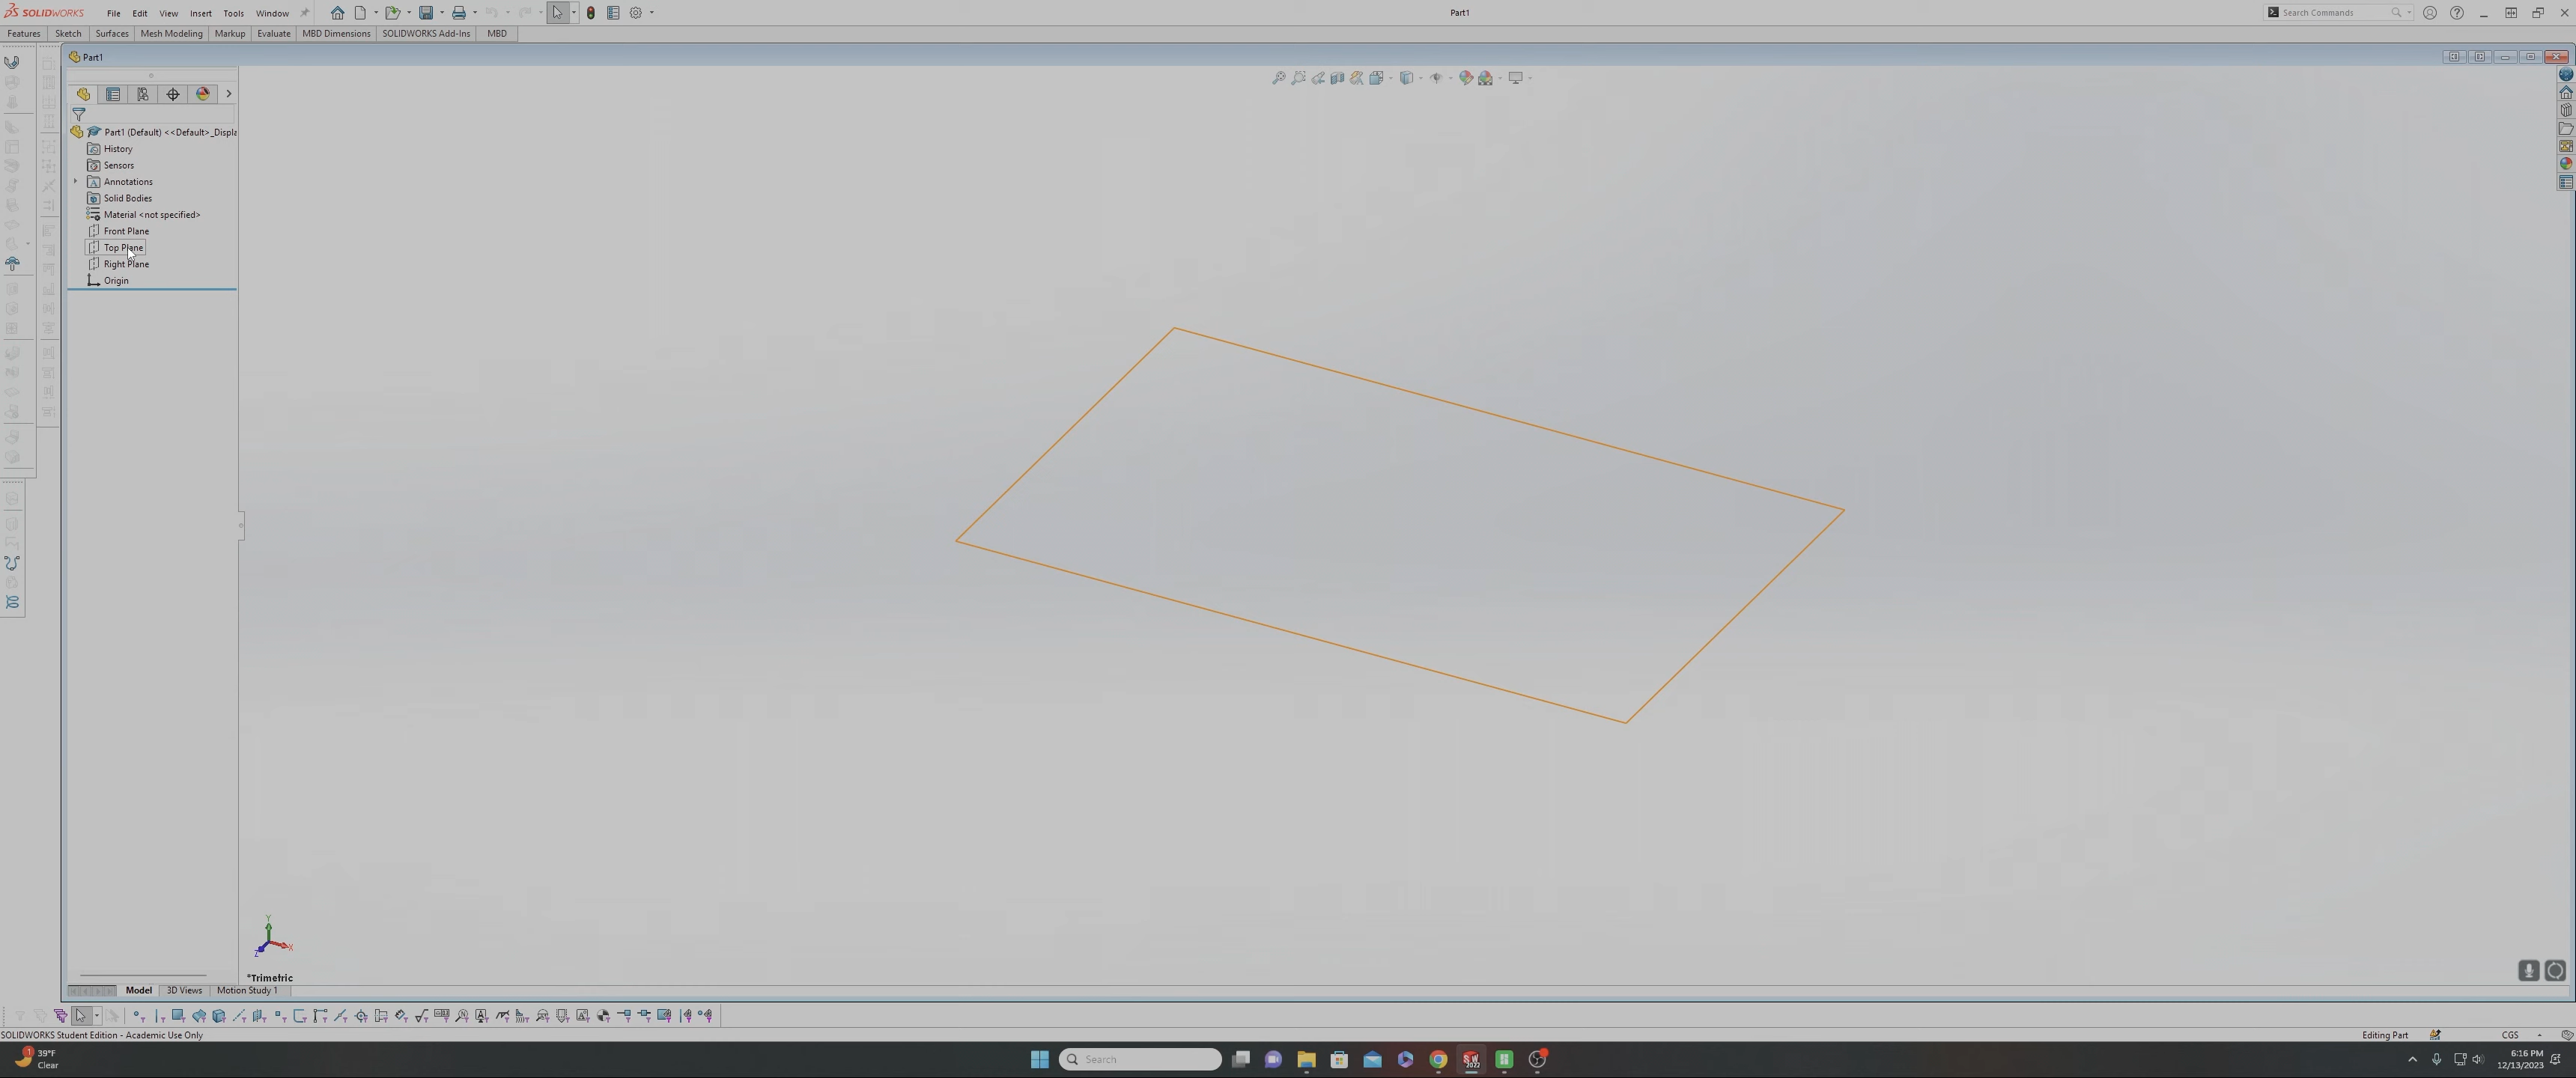 SOLIDWORKS File Edit View Insert Tools Window Part1 Search Commands
Features Sketch Surfaces Mesh Modeling Markup Evaluate MBD Dimensions SOLIDWORKS Add-Ins MBD
Part1
Part1 (Default) <<Default>_Displa
History
Sensors
Annotations
Solid Bodies
Material <not specified>
Front Plane
Top Plane
Right Plane
Origin
Y
X
Z
*Trimetric
Model 3D Views Motion Study 1
SOLIDWORKS Student Edition - Academic Use Only Editing Part CGS
1 39°F
Clear
Search
SW
2022
6:16 PM
12/13/2023